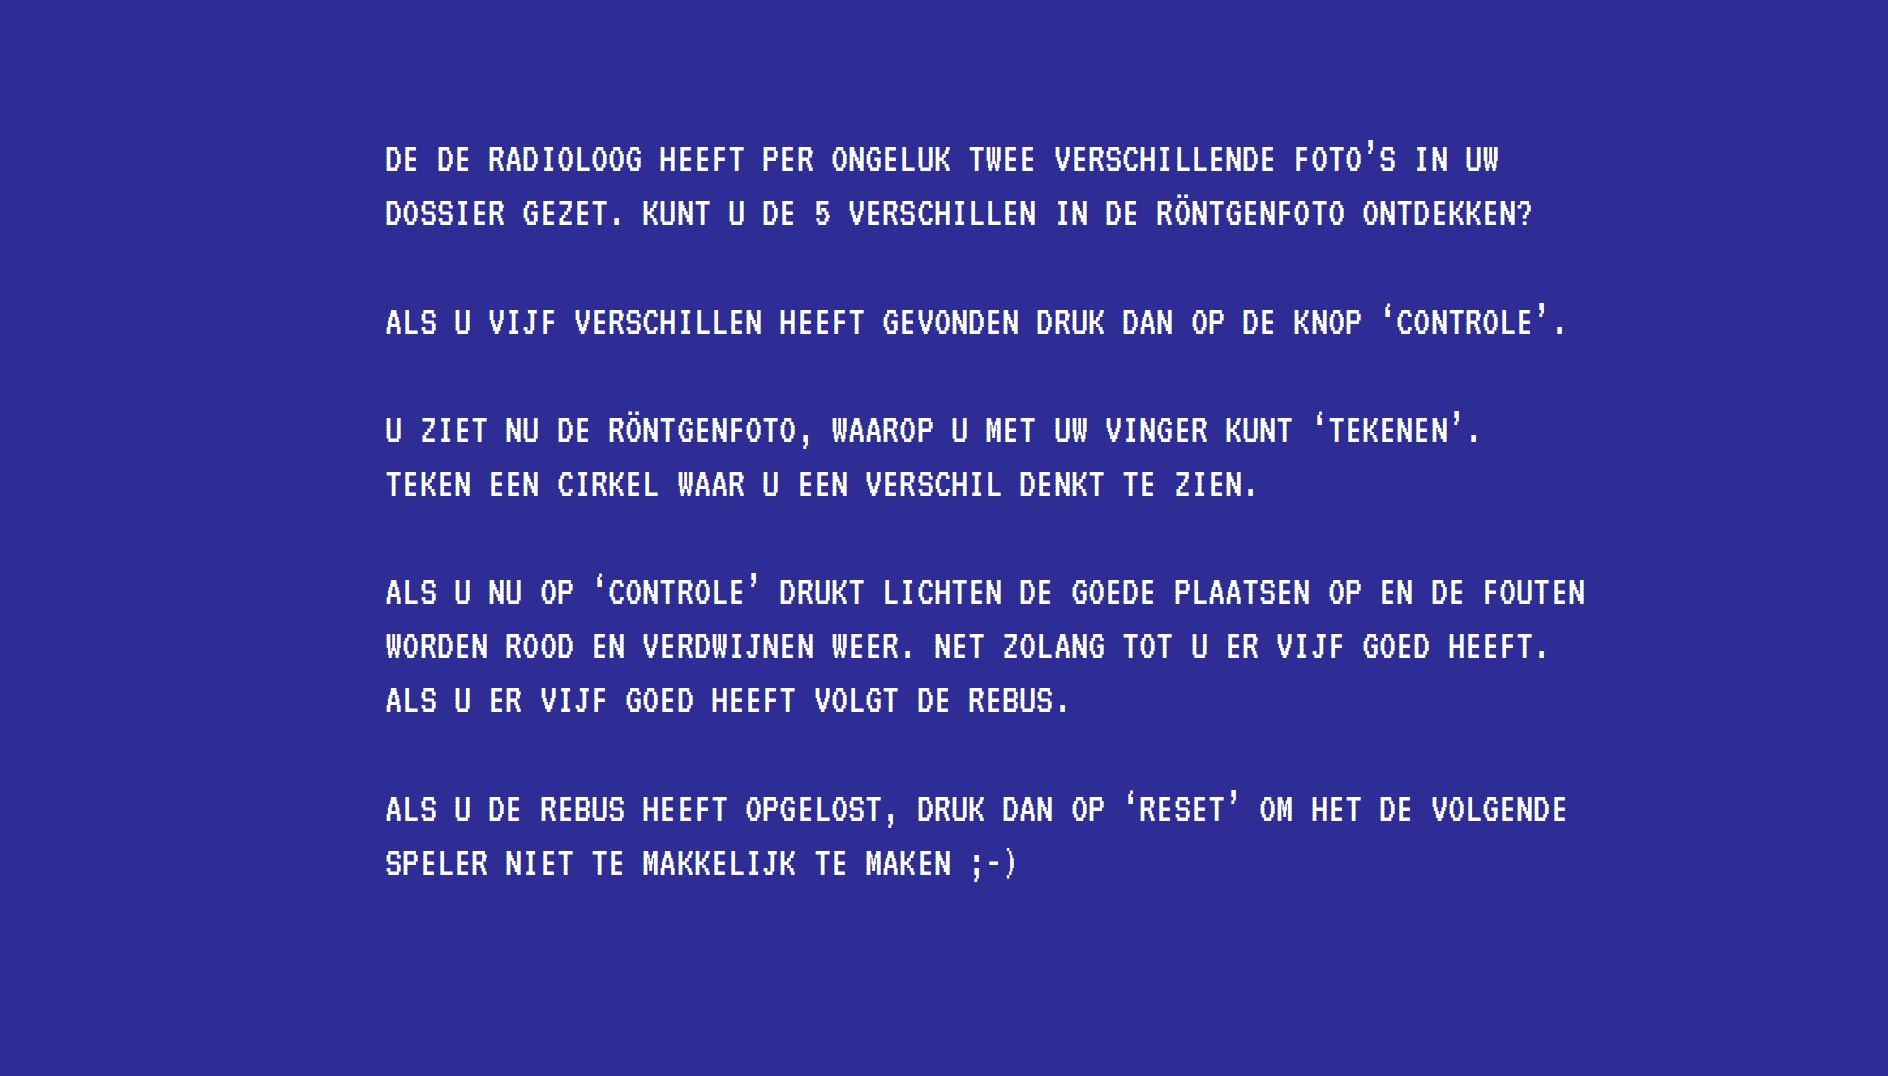 DE DE RADIOLOOG HEEFT PER ONGELUK TWEE VERSCHILLENDE FOTO’S IN UW
DOSSIER GEZET. KUNT U DE 5 VERSCHILLEN IN DE RÖNTGENFOTO ONTDEKKEN?
ALS U VIJF VERSCHILLEN HEEFT GEVONDEN DRUK DAN OP DE KNOP ‘CONTROLE’.
U ZIET NU DE RÖNTGENFOTO, WAAROP U MET UW VINGER KUNT ‘TEKENEN’.
TEKEN EEN CIRKEL WAAR U EEN VERSCHIL DENKT TE ZIEN.
ALS U NU OP ‘CONTROLE’ DRUKT LICHTEN DE GOEDE PLAATSEN OP EN DE FOUTEN
WORDEN ROOD EN VERDWIJNEN WEER. NET ZOLANG TOT U ER VIJF GOED HEEFT.
ALS U ER VIJF GOED HEEFT VOLGT DE REBUS.
ALS U DE REBUS HEEFT OPGELOST, DRUK DAN OP ‘RESET’ OM HET DE VOLGENDE
SPELER NIET TE MAKKELIJK TE MAKEN ;-)